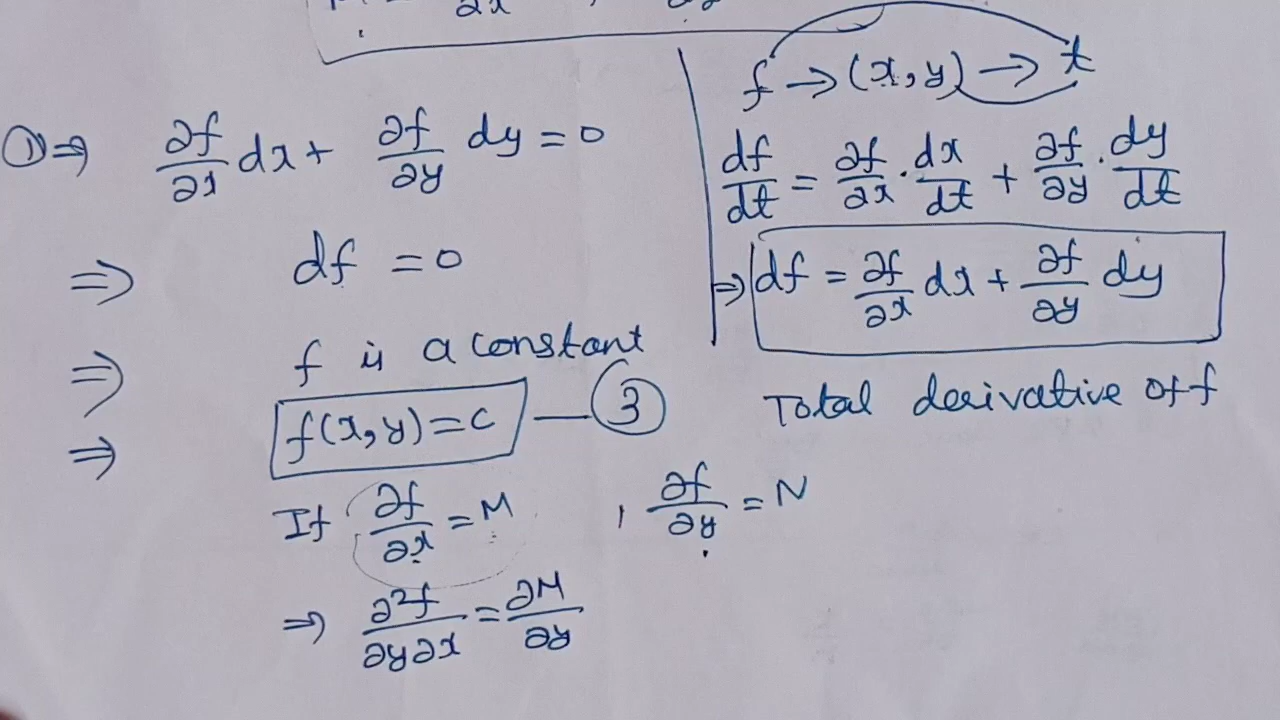 ① ⇒ ∂f/∂x dx + ∂f/∂y dy = 0
⇒ df = 0
⇒ f is a constant
⇒ f(x, y) = c — ③
If ∂f/∂x = M , ∂f/∂y = N
⇒ ∂²f/∂y∂x = ∂M/∂y
f → (x, y) → t
df/dt = ∂f/∂x . dx/dt + ∂f/∂y . dy/dt
⇒ df = ∂f/∂x dx + ∂f/∂y dy
Total derivative of f